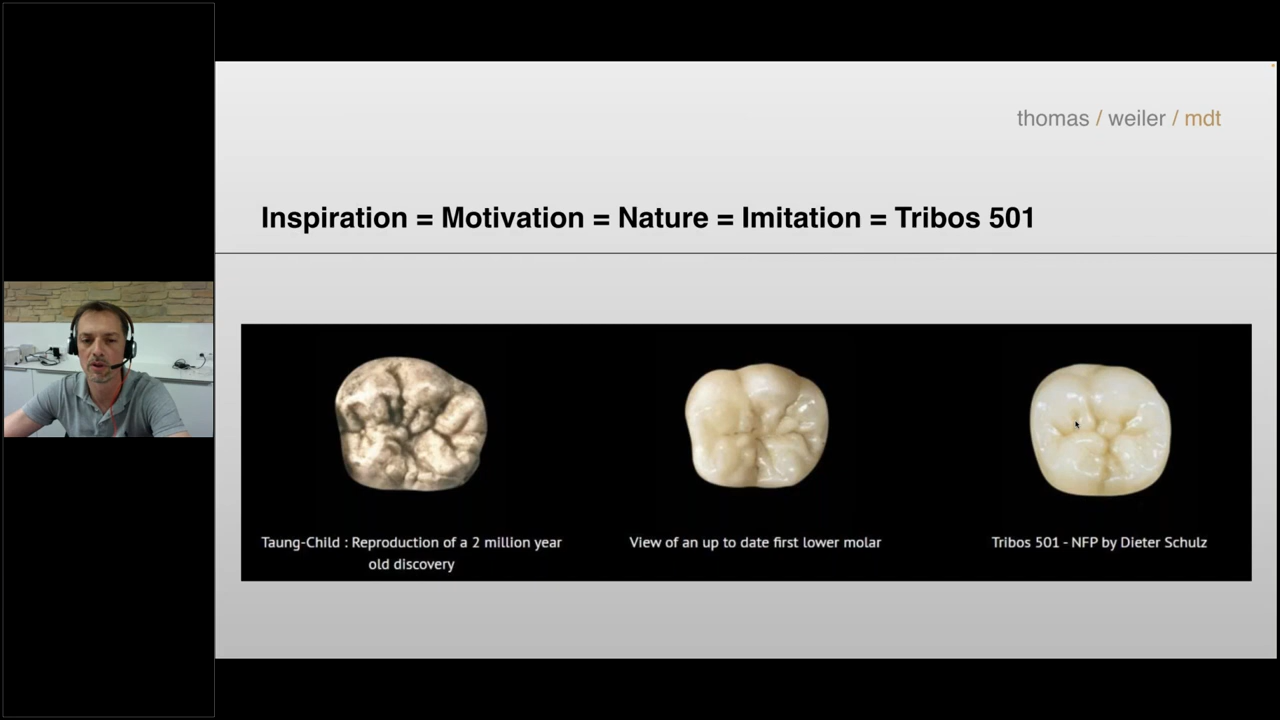 thomas / weiler / mdt
Inspiration = Motivation = Nature = Imitation = Tribos 501
Taung-Child : Reproduction of a 2 million year
old discovery
View of an up to date first lower molar
Tribos 501 - NFP by Dieter Schulz